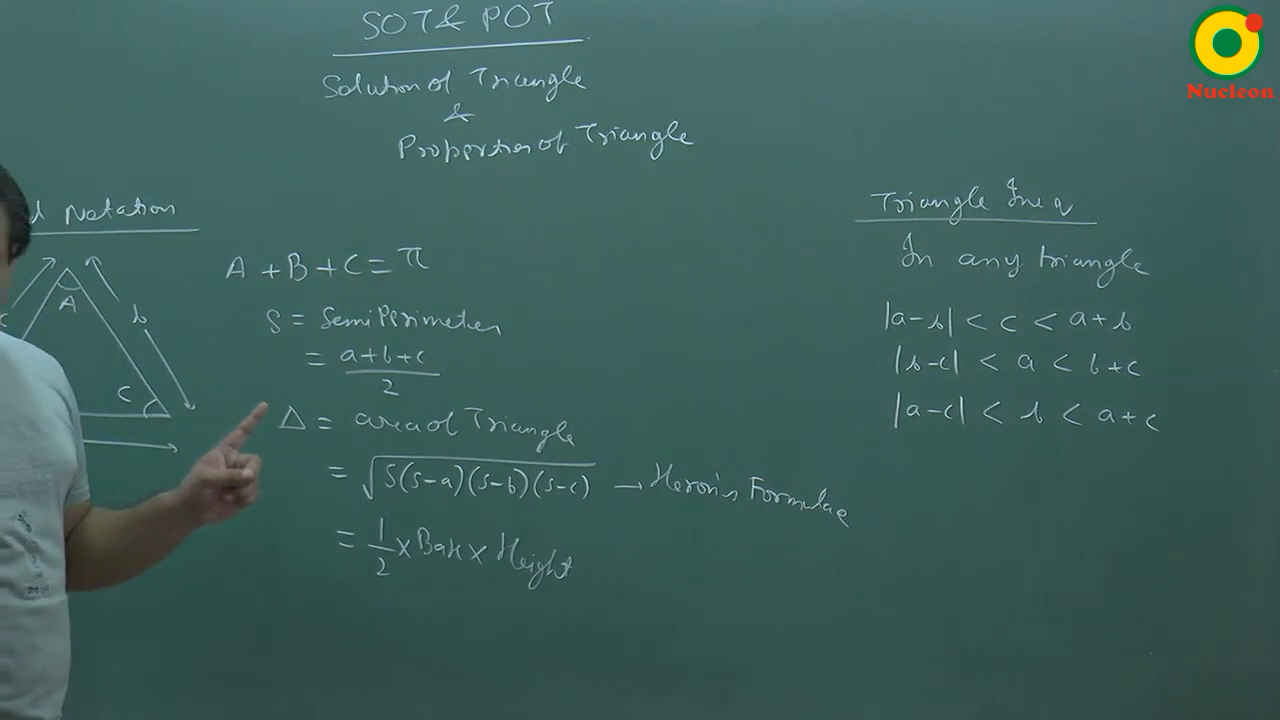 SOT & POT
Solution of Triangle
&
Properties of Triangle
Nucleon
Notation
A
b
C
A + B + C = π
S = Semi Perimeter
= a+b+c / 2
Δ = area of Triangle
= √S(s-a)(s-b)(s-c) → Heron's Formulae
= 1/2 x Base x Height
Triangle Ineq
In any triangle
|a-b| < c < a+b
|b-c| < a < b+c
|a-c| < b < a+c